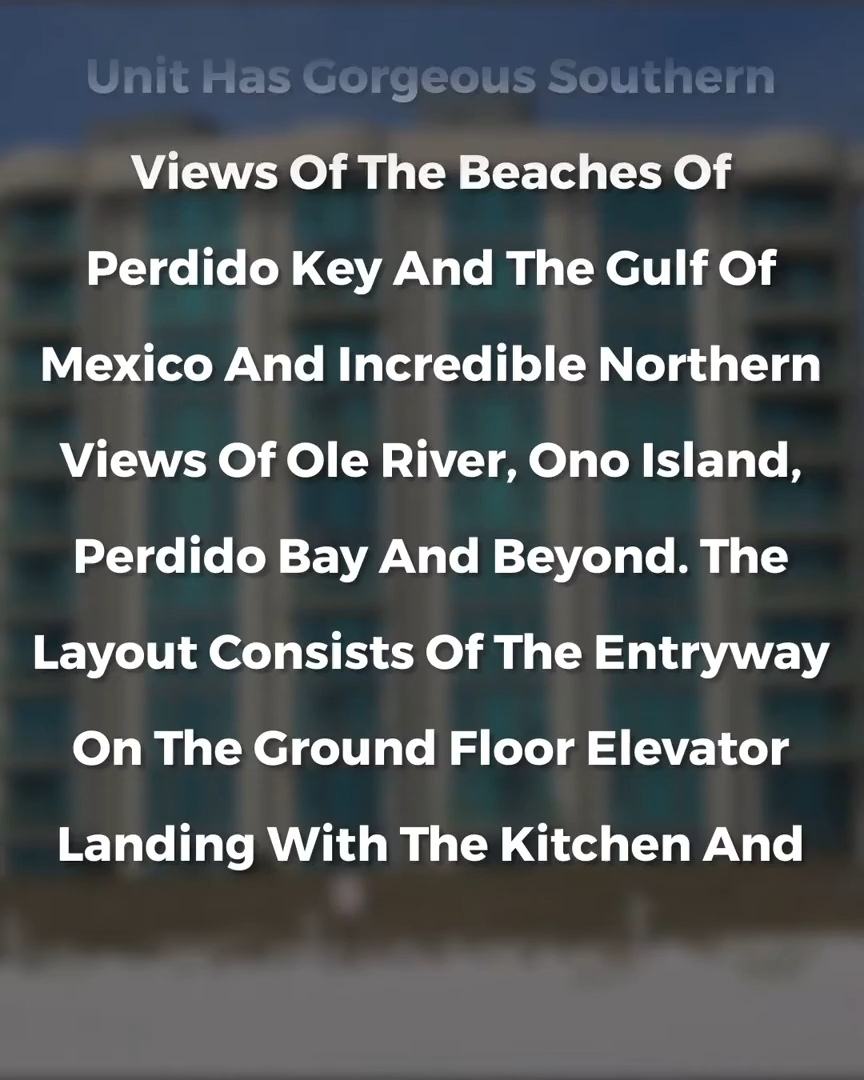 Unit Has Gorgeous Southern
Views Of The Beaches Of
Perdido Key And The Gulf Of
Mexico And Incredible Northern
Views Of Ole River, Ono Island,
Perdido Bay And Beyond. The
Layout Consists Of The Entryway
On The Ground Floor Elevator
Landing With The Kitchen And